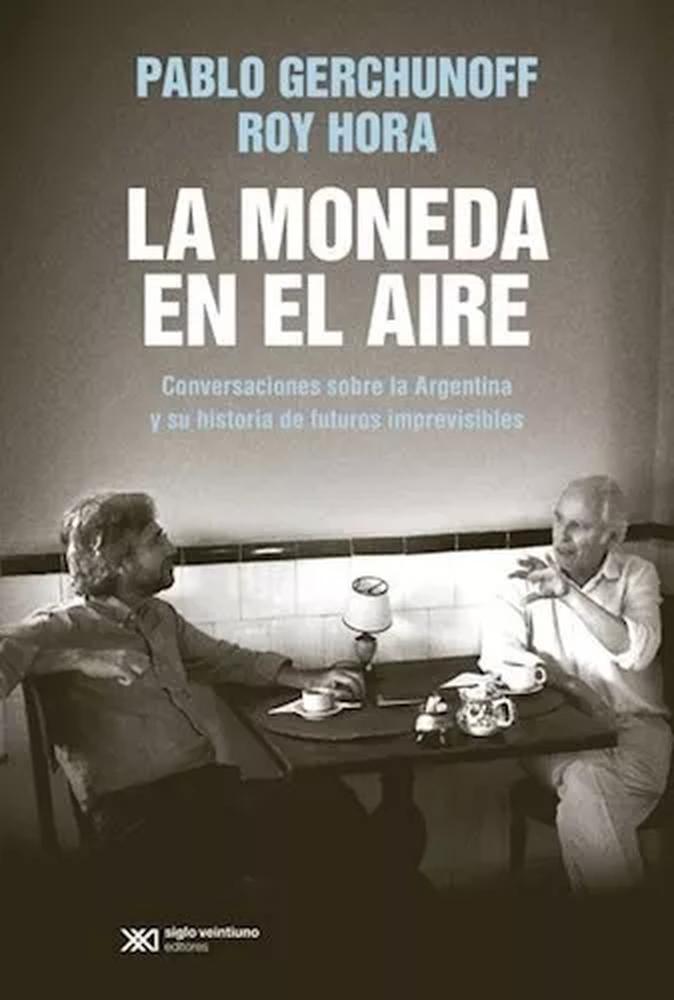 PABLO GERCHUNOFF
ROY HORA
LA MONEDA
EN EL AIRE
Conversaciones sobre la Argentina
y su historia de futuros imprevisibles
siglo veintiuno
editores